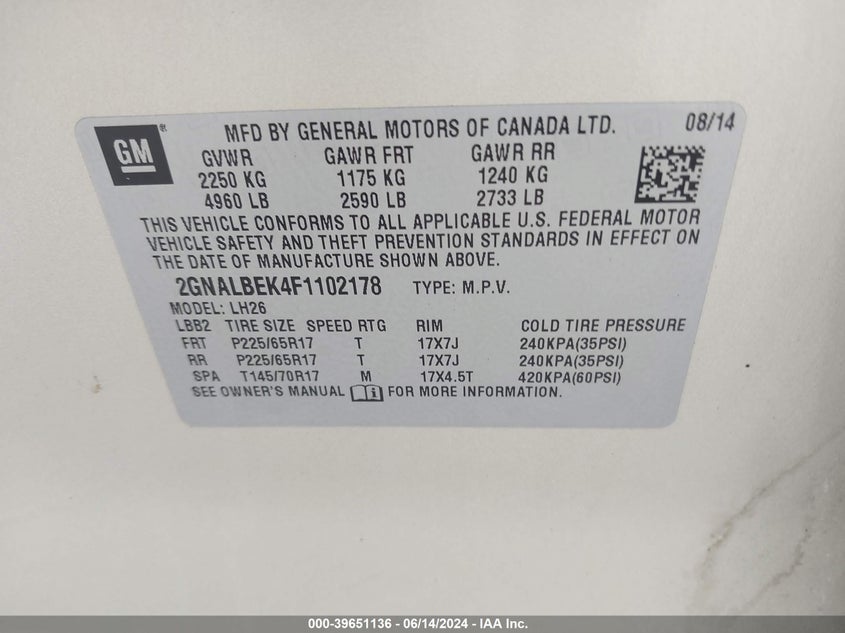 GM
MFD BY GENERAL MOTORS OF CANADA LTD. 08/14
GVWR GAWR FRT GAWR RR
2250 KG 1175 KG 1240 KG
4960 LB 2590 LB 2733 LB
THIS VEHICLE CONFORMS TO ALL APPLICABLE U.S. FEDERAL MOTOR
VEHICLE SAFETY AND THEFT PREVENTION STANDARDS IN EFFECT ON
THE DATE OF MANUFACTURE SHOWN ABOVE.
2GNALBEK4F1102178 TYPE: M.P.V.
MODEL: LH26
LBB2 TIRE SIZE SPEED RTG RIM COLD TIRE PRESSURE
FRT P225/65R17 T 17X7J 240KPA(35PSI)
RR P225/65R17 T 17X7J 240KPA(35PSI)
SPA T145/70R17 M 17X4.5T 420KPA(60PSI)
SEE OWNER'S MANUAL FOR MORE INFORMATION.
000-39651136 - 06/14/2024 - IAA Inc.